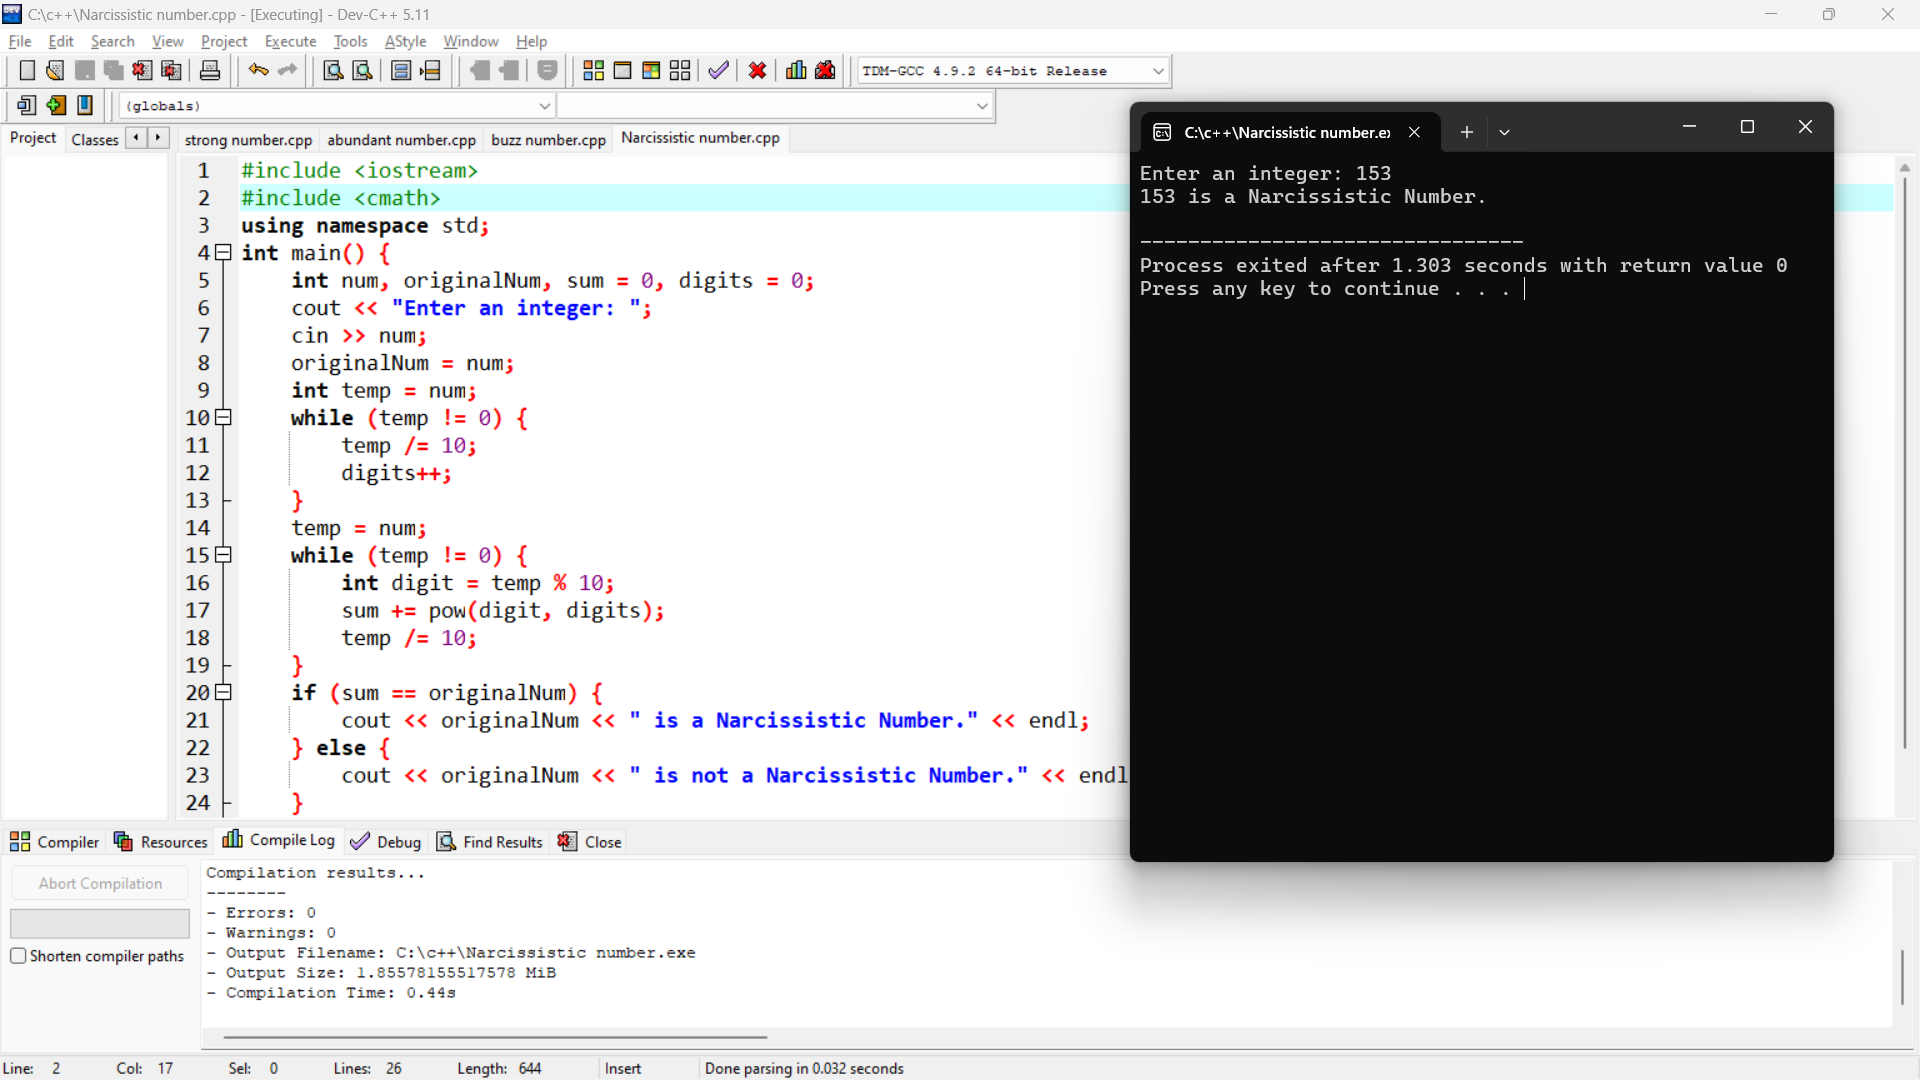 C:\c++\Narcissistic number.cpp - [Executing] - Dev-C++ 5.11
File Edit Search View Project Execute Tools AStyle Window Help
TDM-GCC 4.9.2 64-bit Release
(globals)
Project Classes strong number.cpp abundant number.cpp buzz number.cpp Narcissistic number.cpp
1 #include <iostream>
2 #include <cmath>
3 using namespace std;
4 int main() {
5 int num, originalNum, sum = 0, digits = 0;
6 cout << "Enter an integer: ";
7 cin >> num;
8 originalNum = num;
9 int temp = num;
10 while (temp != 0) {
11 temp /= 10;
12 digits++;
13 }
14 temp = num;
15 while (temp != 0) {
16 int digit = temp % 10;
17 sum += pow(digit, digits);
18 temp /= 10;
19 }
20 if (sum == originalNum) {
21 cout << originalNum << " is a Narcissistic Number." << endl;
22 } else {
23 cout << originalNum << " is not a Narcissistic Number." << endl
24 }
C:\c++\Narcissistic number.e
Enter an integer: 153
153 is a Narcissistic Number.
--------------------------------
Process exited after 1.303 seconds with return value 0
Press any key to continue . . .
Compiler Resources Compile Log Debug Find Results Close
Abort Compilation
Shorten compiler paths
Compilation results...
--------
- Errors: 0
- Warnings: 0
- Output Filename: C:\c++\Narcissistic number.exe
- Output Size: 1.85578155517578 MiB
- Compilation Time: 0.44s
Line: 2 Col: 17 Sel: 0 Lines: 26 Length: 644 Insert Done parsing in 0.032 seconds